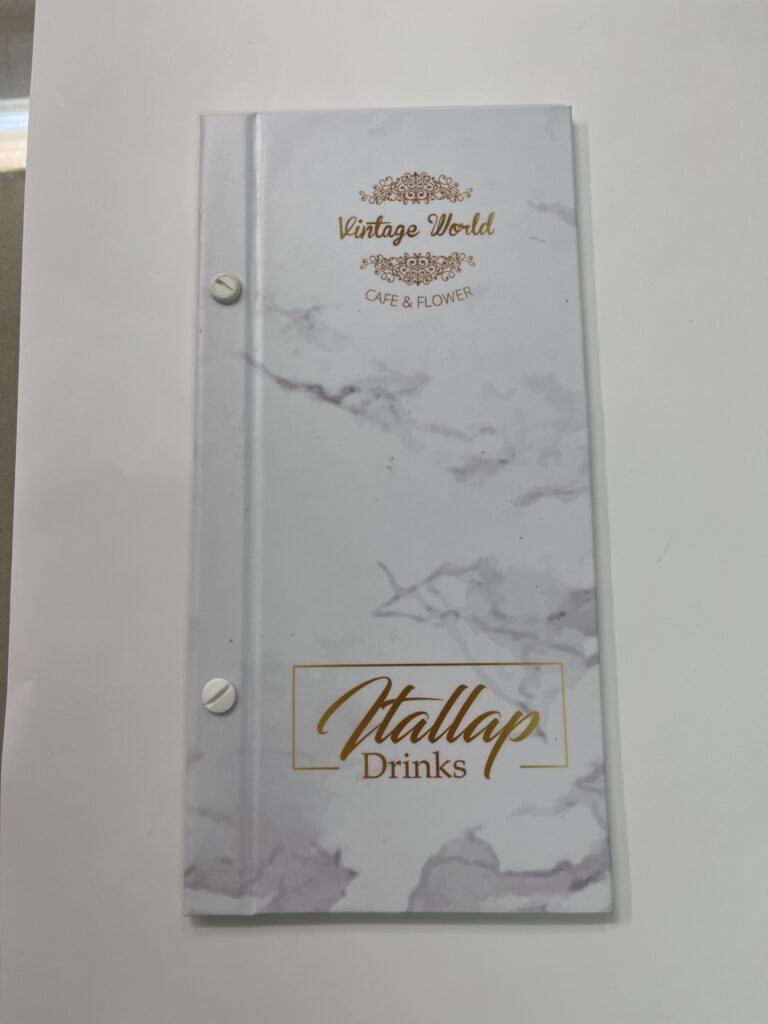 Vintage World
CAFE & FLOWER
Itallap
Drinks